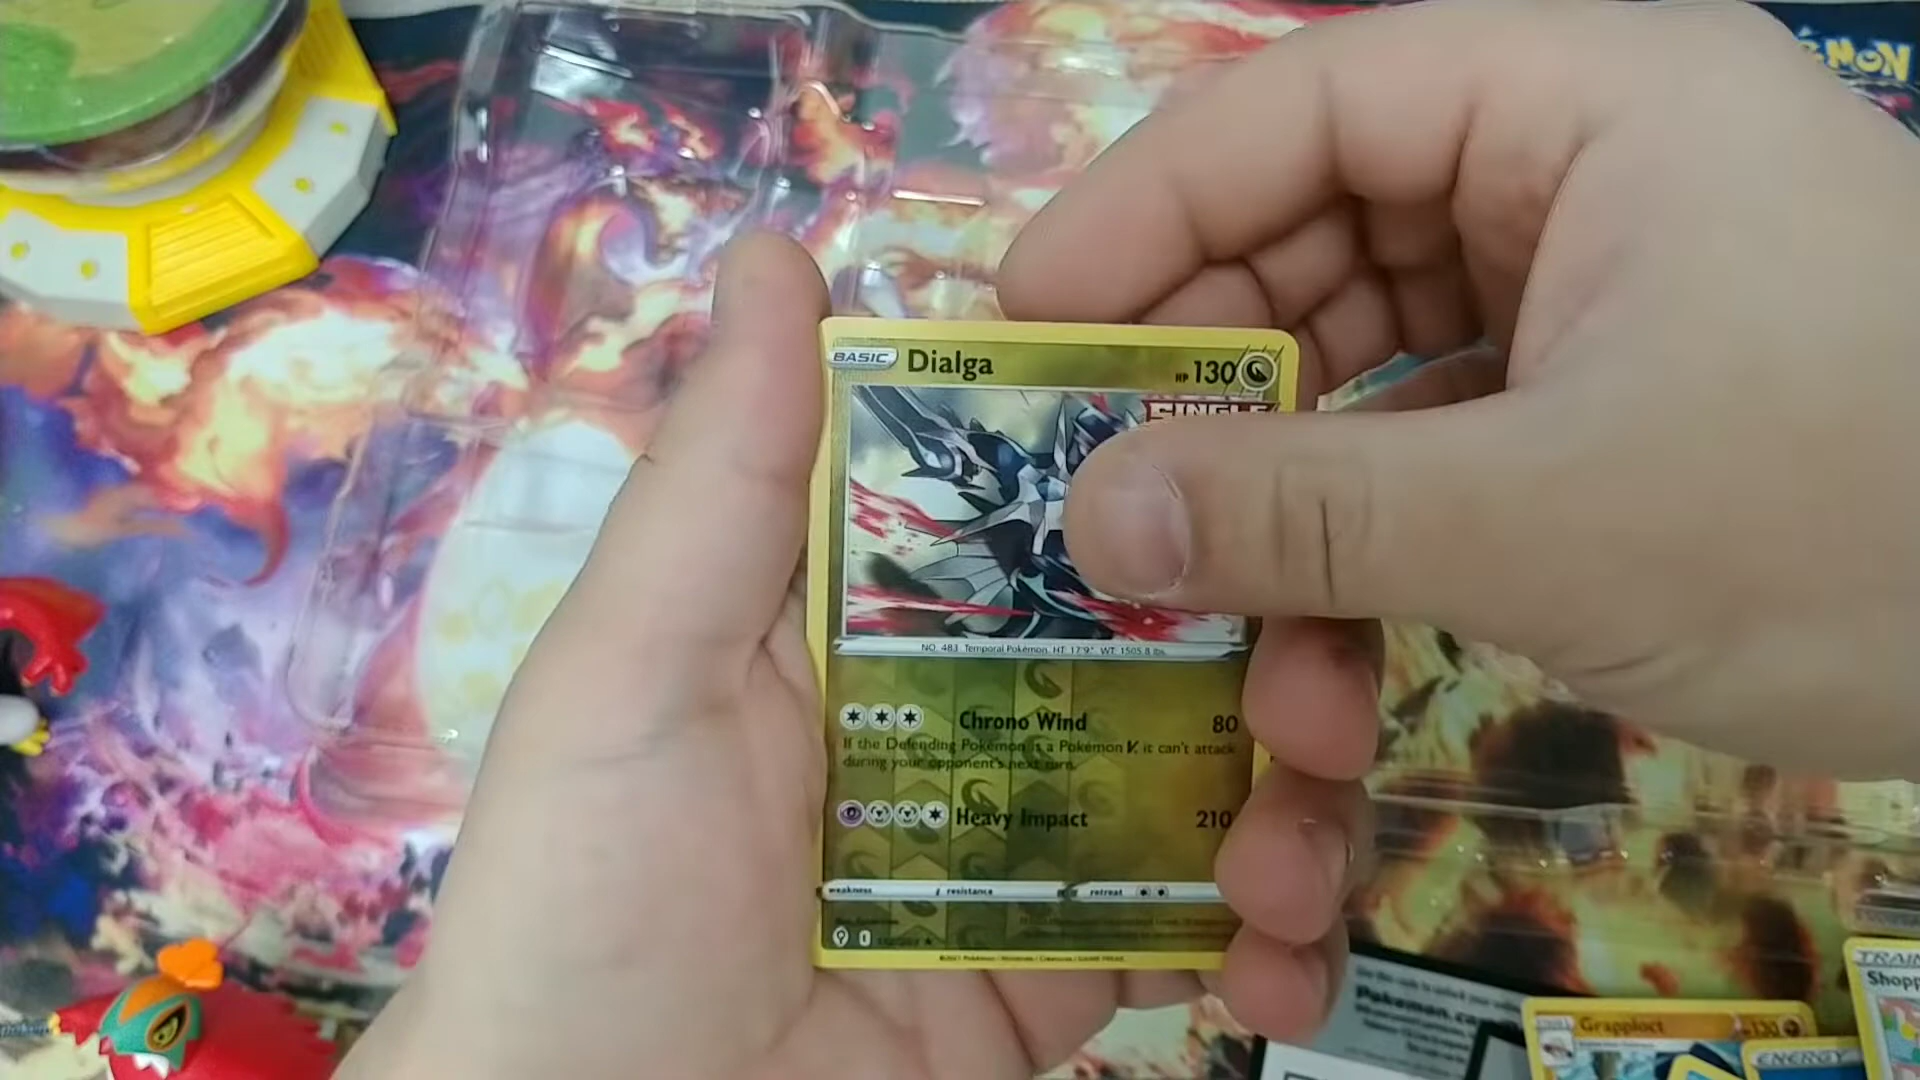 BASIC Dialga HP 130
SINGLE
NO. 483 Temporal Pokémon. HT: 17'9" WT: 1505.8 lbs.
Chrono Wind 80
If the Defending Pokémon is a Pokémon V, it can't attack
during your opponent's next turn.
Heavy Impact 210
weakness resistance retreat
©2021 Pokémon / Nintendo / Creatures / GAME FREAK
Grapploct 130
ENERGY
TRAIN
Shopp
Pokemon.c
ÉMON